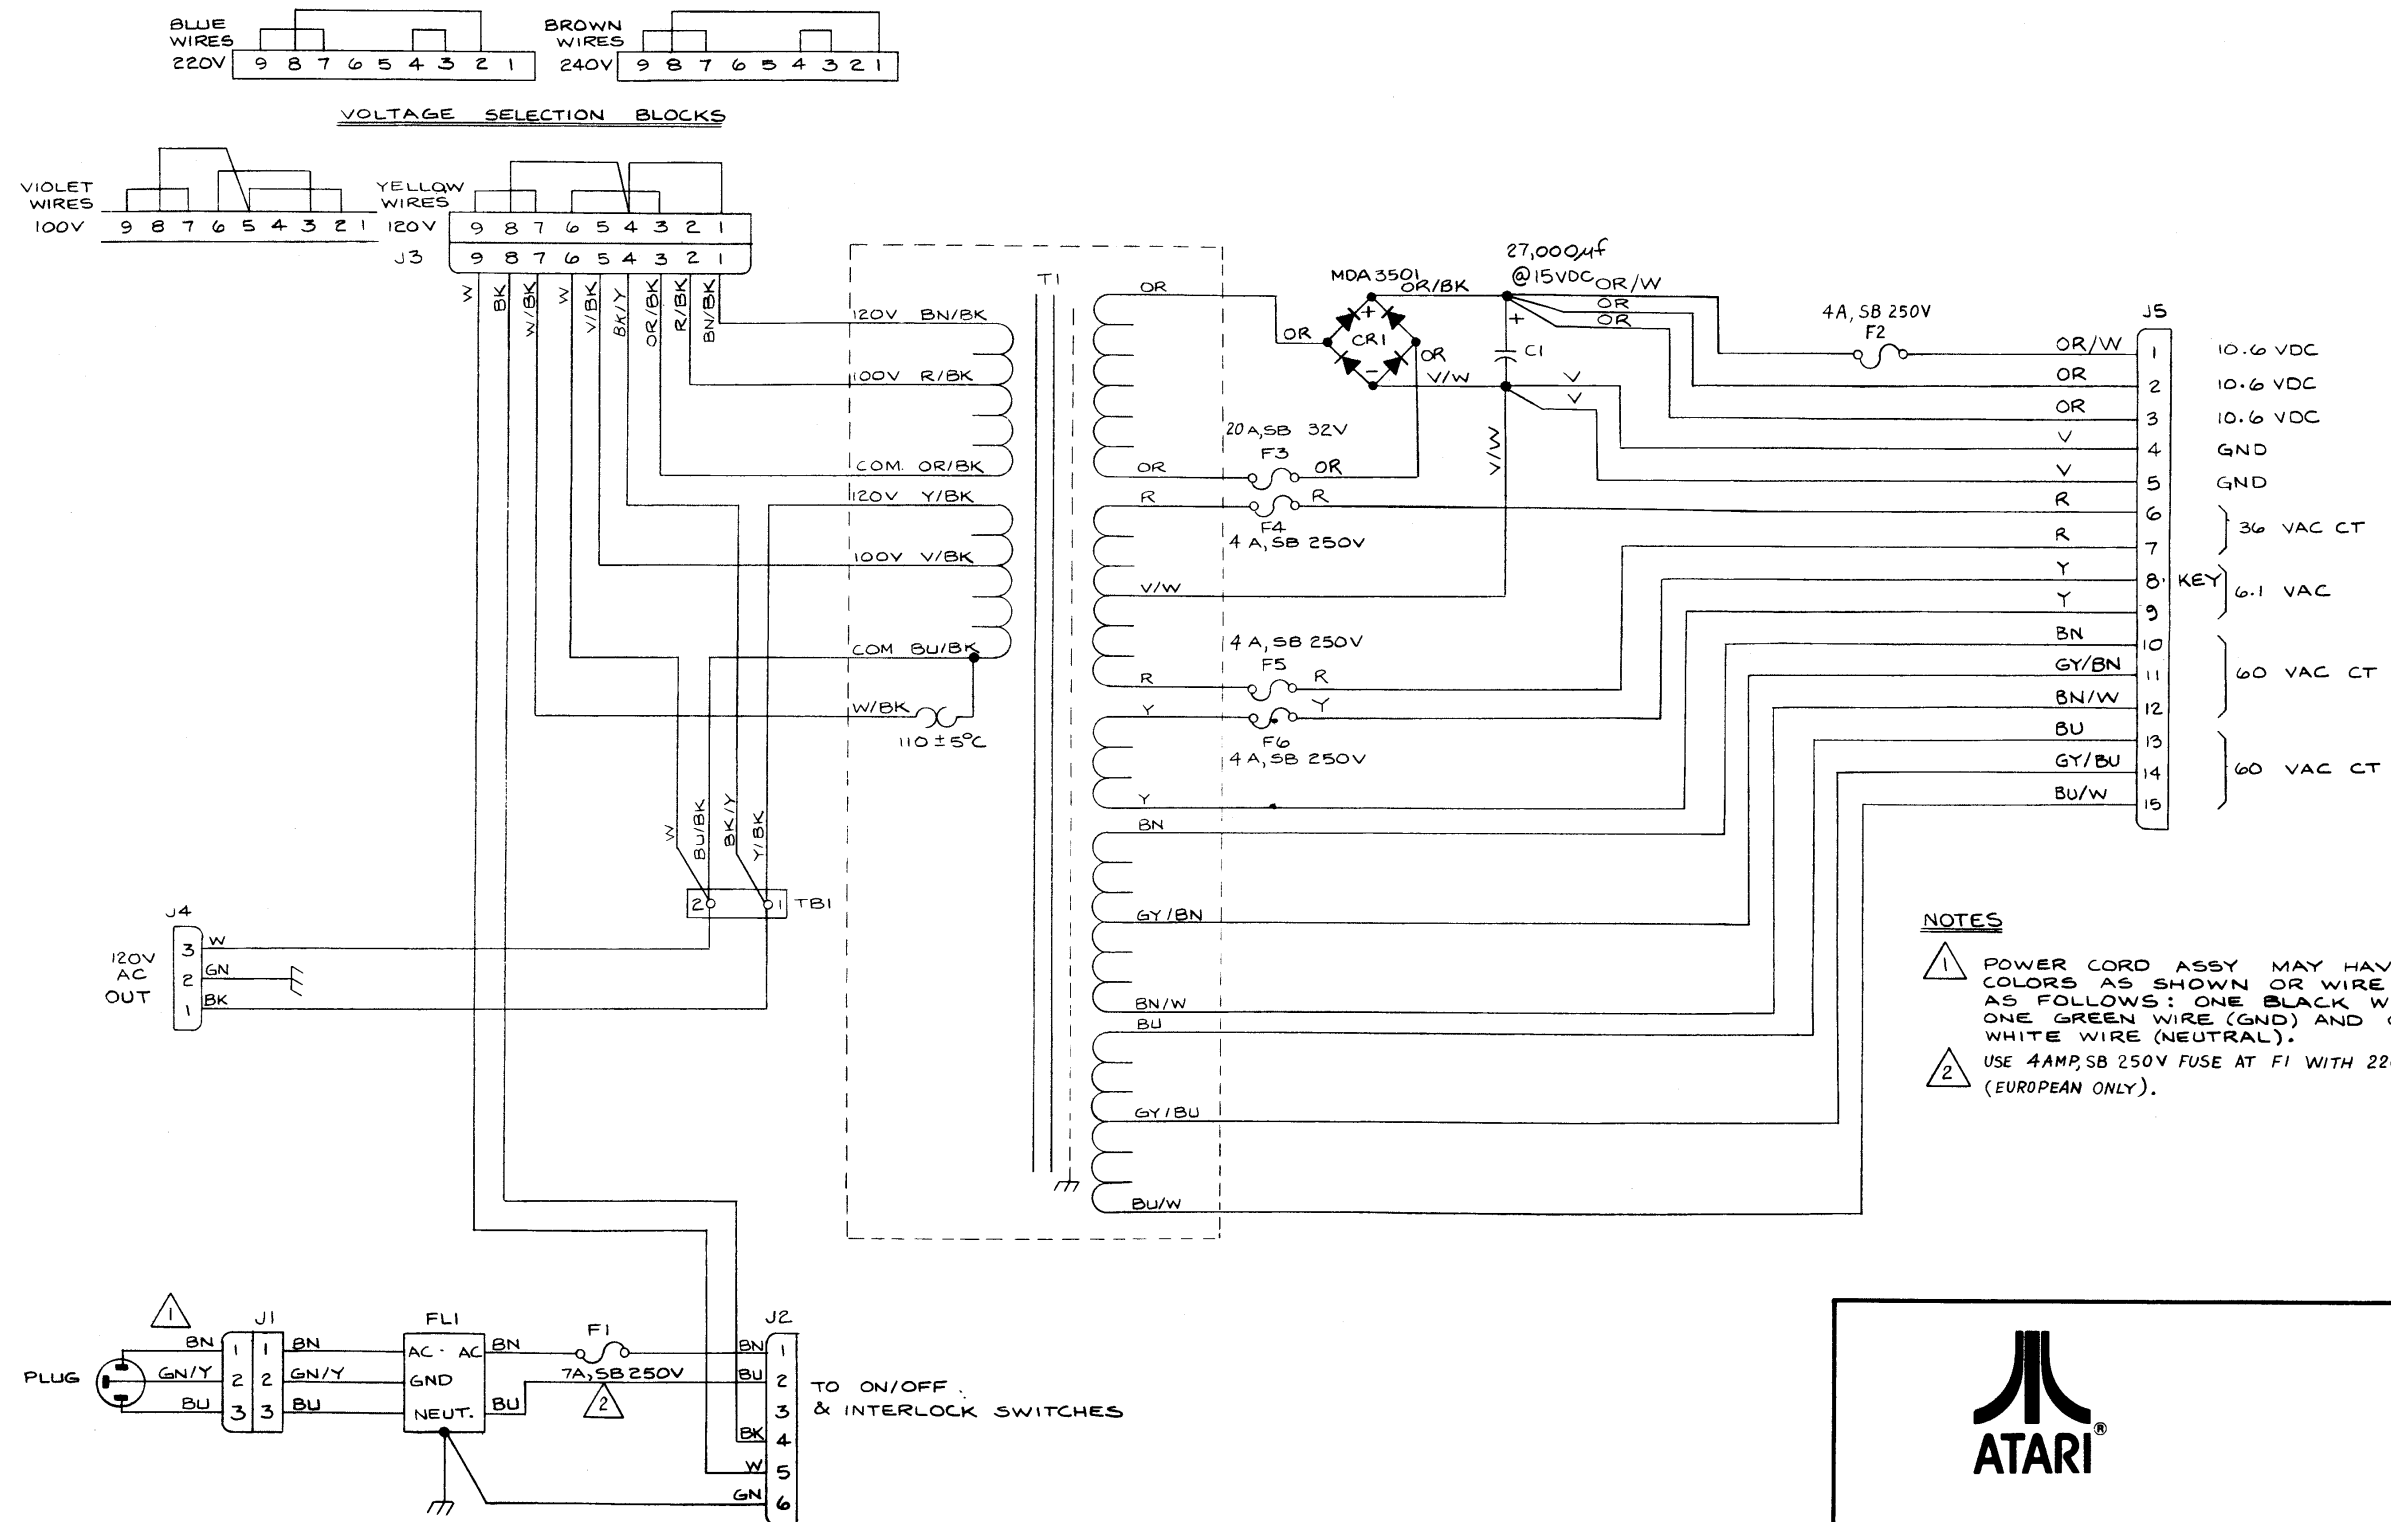 BLUE WIRES
220V 9 8 7 6 5 4 3 2 1
BROWN WIRES
240V 9 8 7 6 5 4 3 2 1
VOLTAGE SELECTION BLOCKS
VIOLET WIRES
100V 9 8 7 6 5 4 3 2 1
YELLOW WIRES
120V 9 8 7 6 5 4 3 2 1
J3 9 8 7 6 5 4 3 2 1
W
BK
W/BK
W
V/BK
BK/Y
OR/BK
R/BK
BN/BK
120V BN/BK
100V R/BK
COM. OR/BK
120V Y/BK
100V V/BK
COM BU/BK
W/BK
110 ± 5°C
T1
OR
OR
R
V/W
R
Y
Y
BN
GY/BN
BN/W
BU
GY/BU
BU/W
MDA 3501
OR/BK
OR
+
CR1
-
OR
V/W
27,000µf
@15VDC
+
C1
OR/W
OR
OR
V
V
V/W
20A,SB 32V
F3
OR
R
F4
4A,SB 250V
4A,SB 250V
F5
R
Y
F6
4A,SB 250V
4A,SB 250V
F2
J5
OR/W 1 10.6 VDC
OR 2 10.6 VDC
OR 3 10.6 VDC
V 4 GND
V 5 GND
R 6
36 VAC CT
R 7
Y 8 KEY
6.1 VAC
Y 9
BN 10
GY/BN 11
60 VAC CT
BN/W 12
BU 13
GY/BU 14
60 VAC CT
BU/W 15
W
BU/BK
BK/Y
Y/BK
2 1 TB1
J4
120V AC OUT
3 W
2 GN
1 BK
NOTES
1 POWER CORD ASSY MAY HAV
COLORS AS SHOWN OR WIRE
AS FOLLOWS: ONE BLACK W
ONE GREEN WIRE (GND) AND
WHITE WIRE (NEUTRAL).
2 USE 4AMP,SB 250V FUSE AT F1 WITH 22
(EUROPEAN ONLY).
1
PLUG
BN
GN/Y
BU
J1
1 1
2 2
3 3
BN
GN/Y
BU
FL1
AC - AC
GND
NEUT.
BN
BU
F1
7A,SB 250V
2
J2
BN 1
BU 2
3
BK 4
W 5
GN 6
TO ON/OFF
& INTERLOCK SWITCHES
ATARI®